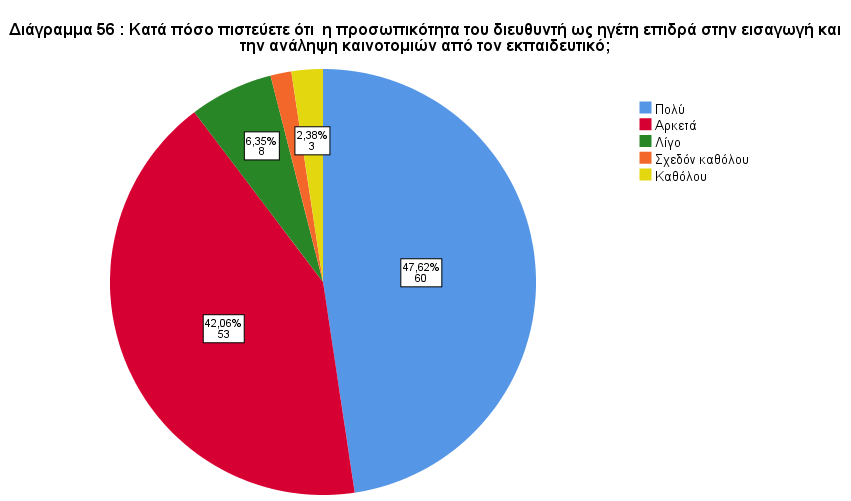 Διάγραμμα 56 : Κατά πόσο πιστεύετε ότι η προσωπικότητα του διευθυντή ως ηγέτη επιδρά στην εισαγωγή και
την ανάληψη καινοτομιών από τον εκπαιδευτικό;
Πολύ
Αρκετά
Λίγο
Σχεδόν καθόλου
Καθόλου
6,35%
8
2,38%
3
47,62%
60
42,06%
53